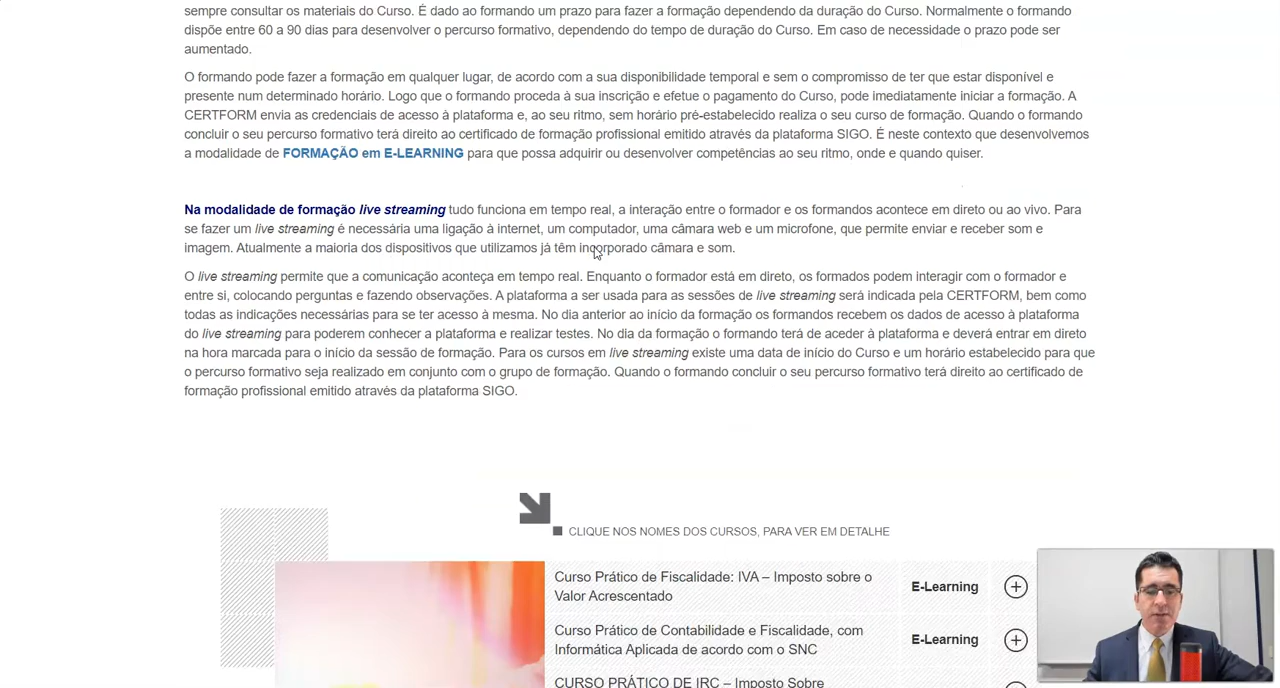 sempre consultar os materiais do Curso. É dado ao formando um prazo para fazer a formação dependendo da duração do Curso. Normalmente o formando
dispõe entre 60 a 90 dias para desenvolver o percurso formativo, dependendo do tempo de duração do Curso. Em caso de necessidade o prazo pode ser
aumentado.
O formando pode fazer a formação em qualquer lugar, de acordo com a sua disponibilidade temporal e sem o compromisso de ter que estar disponível e
presente num determinado horário. Logo que o formando proceda à sua inscrição e efetue o pagamento do Curso, pode imediatamente iniciar a formação. A
CERTFORM envia as credenciais de acesso à plataforma e, ao seu ritmo, sem horário pré-estabelecido realiza o seu curso de formação. Quando o formando
concluir o seu percurso formativo terá direito ao certificado de formação profissional emitido através da plataforma SIGO. É neste contexto que desenvolvemos
a modalidade de FORMAÇÃO em E-LEARNING para que possa adquirir ou desenvolver competências ao seu ritmo, onde e quando quiser.
Na modalidade de formação live streaming tudo funciona em tempo real, a interação entre o formador e os formandos acontece em direto ou ao vivo. Para
se fazer um live streaming é necessária uma ligação à internet, um computador, uma câmara web e um microfone, que permite enviar e receber som e
imagem. Atualmente a maioria dos dispositivos que utilizamos já têm incorporado câmara e som.
O live streaming permite que a comunicação aconteça em tempo real. Enquanto o formador está em direto, os formados podem interagir com o formador e
entre si, colocando perguntas e fazendo observações. A plataforma a ser usada para as sessões de live streaming será indicada pela CERTFORM, bem como
todas as indicações necessárias para se ter acesso à mesma. No dia anterior ao início da formação os formandos recebem os dados de acesso à plataforma
do live streaming para poderem conhecer a plataforma e realizar testes. No dia da formação o formando terá de aceder à plataforma e deverá entrar em direto
na hora marcada para o início da sessão de formação. Para os cursos em live streaming existe uma data de início do Curso e um horário estabelecido para que
o percurso formativo seja realizado em conjunto com o grupo de formação. Quando o formando concluir o seu percurso formativo terá direito ao certificado de
formação profissional emitido através da plataforma SIGO.
CLIQUE NOS NOMES DOS CURSOS, PARA VER EM DETALHE
Curso Prático de Fiscalidade: IVA – Imposto sobre o
Valor Acrescentado
E-Learning
Curso Prático de Contabilidade e Fiscalidade, com
Informática Aplicada de acordo com o SNC
E-Learning
CURSO PRÁTICO DE IRC – Imposto Sobre